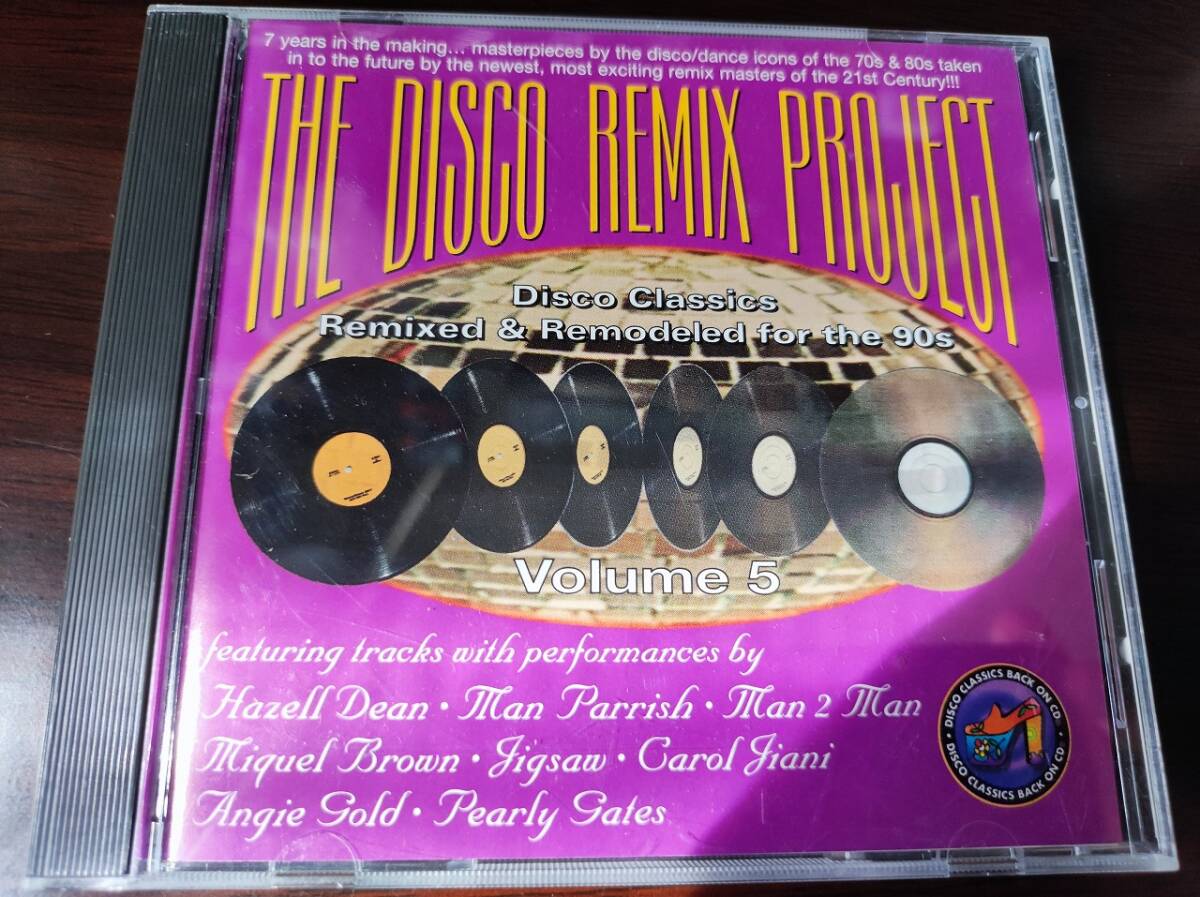 7 years in the making... masterpieces by the disco/dance icons of the 70s & 80s taken
in to the future by the newest, most exciting remix masters of the 21st Century!!!
THE DISCO REMIX PROJECT
Disco Classics
Remixed & Remodeled for the 90s
Volume 5
featuring tracks with performances by
Hazell Dean • Man Parrish • Man 2 Man
Miquel Brown • Jigsaw • Carol Jiani
Angie Gold • Pearly Gates
• DISCO CLASSICS BACK ON CD •
DISCO CLASSICS BACK ON CD